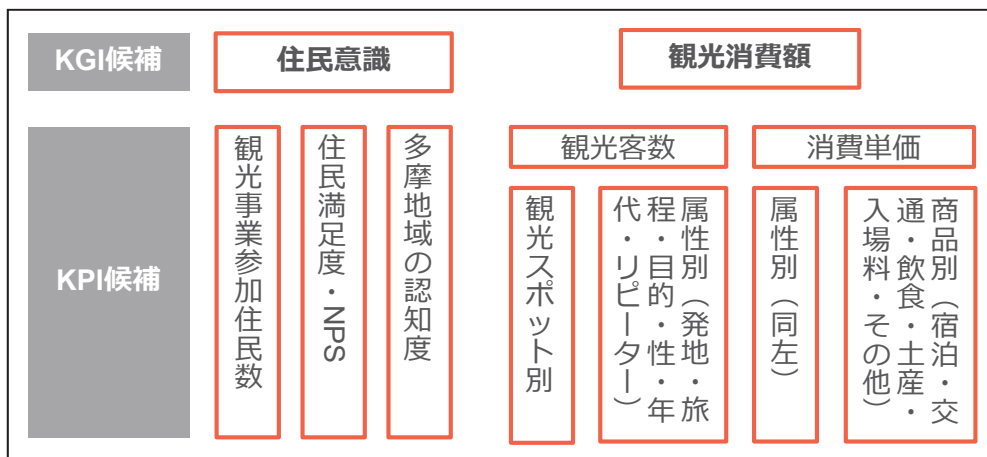 KGI候補
住民意識
観光消費額
KPI候補
観光事業参加住民数
住民満足度・NPS
多摩地域の認知度
観光客数
観光スポット別
属性別（発地・旅
程・目的・性・年
代・リピーター）
消費単価
属性別（同左）
商品別（宿泊・交
通・飲食・土産・
入場料・その他）